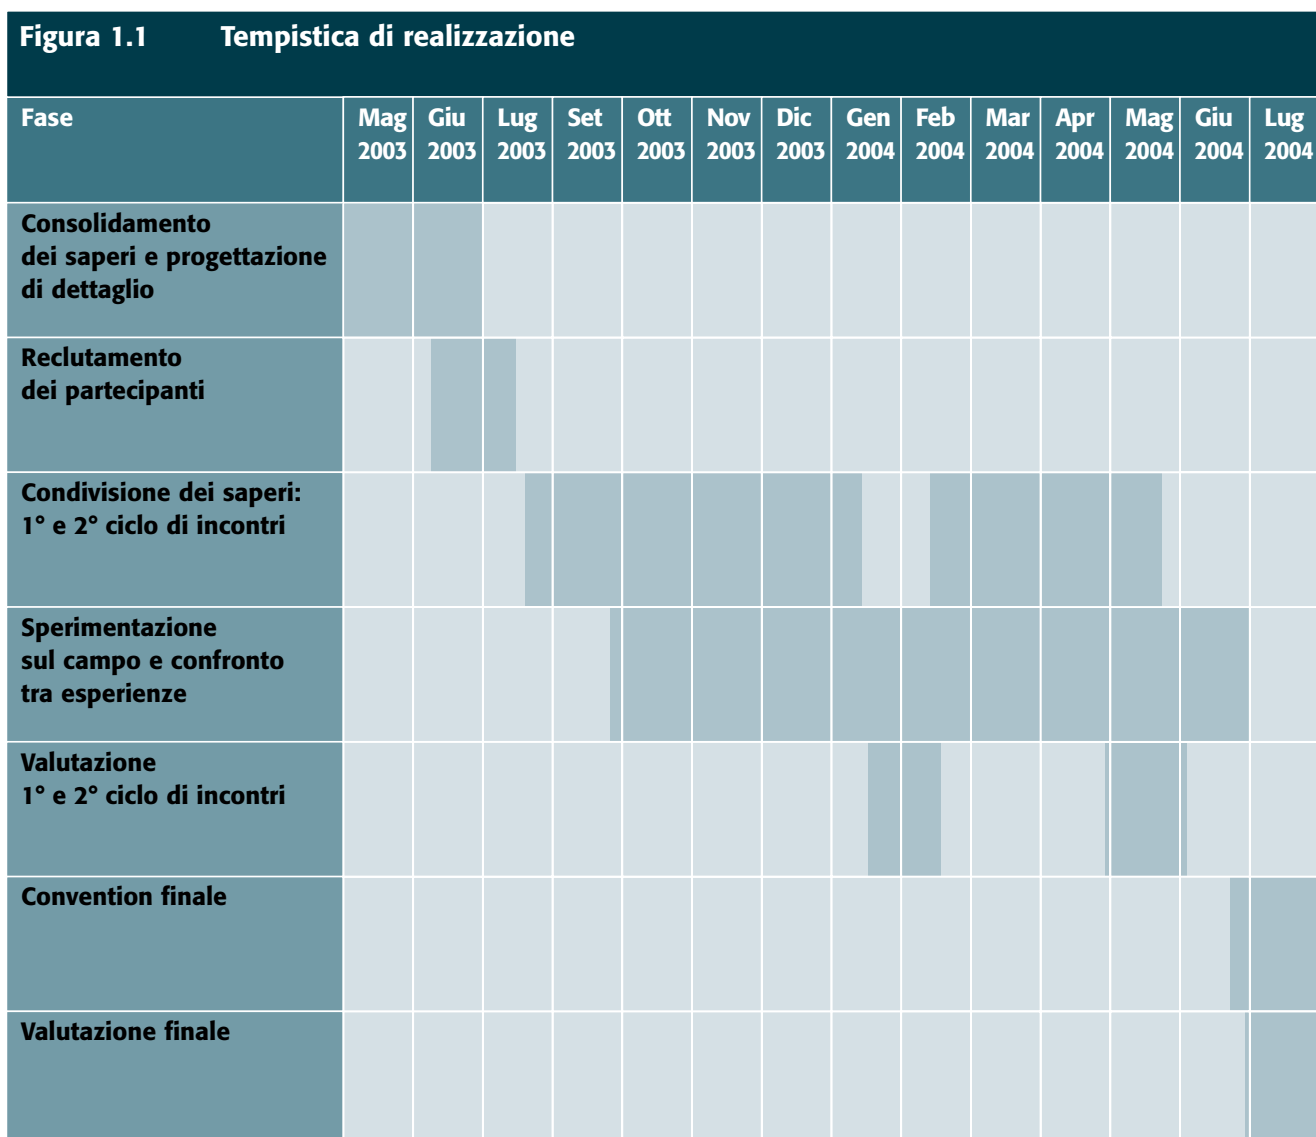 Figura 1.1 Tempistica di realizzazione
Fase Mag Giu Lug Set Ott Nov Dic Gen Feb Mar Apr Mag Giu Lug
2003 2003 2003 2003 2003 2003 2003 2004 2004 2004 2004 2004 2004 2004
Consolidamento
dei saperi e progettazione
di dettaglio
Reclutamento
dei partecipanti
Condivisione dei saperi:
1° e 2° ciclo di incontri
Sperimentazione
sul campo e confronto
tra esperienze
Valutazione
1° e 2° ciclo di incontri
Convention finale
Valutazione finale